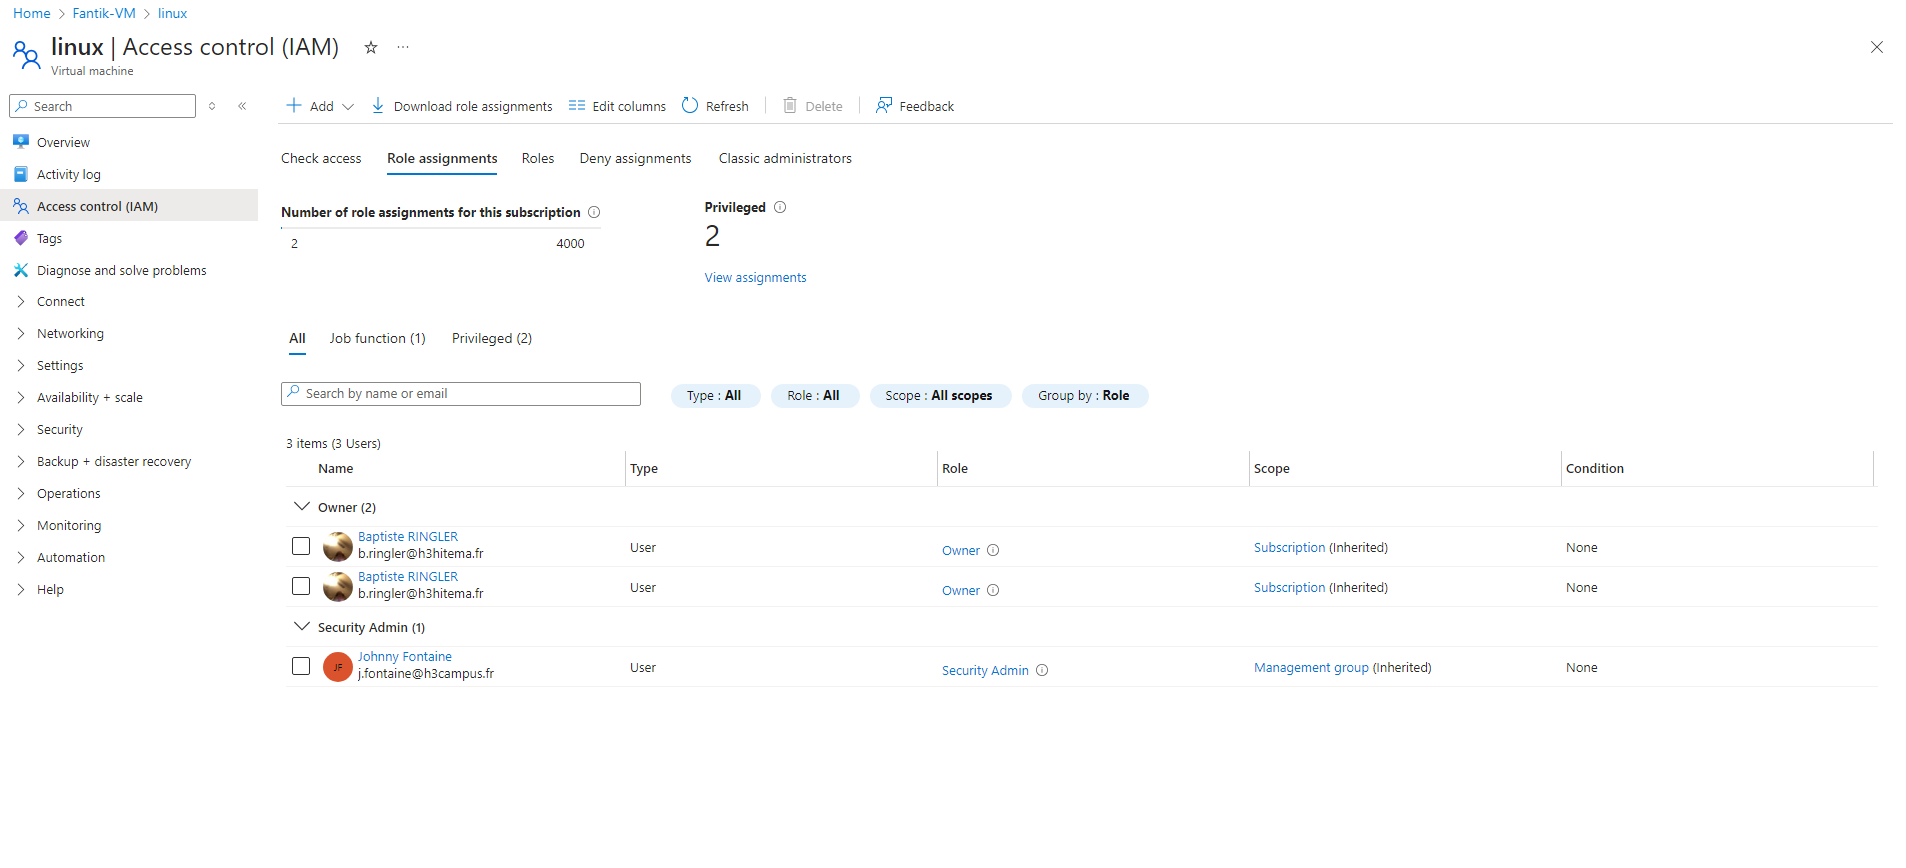 Home > Fantik-VM > linux
linux | Access control (IAM)
Virtual machine
Search
Overview
Activity log
Access control (IAM)
Tags
Diagnose and solve problems
Connect
Networking
Settings
Availability + scale
Security
Backup + disaster recovery
Operations
Monitoring
Automation
Help
Add Download role assignments Edit columns Refresh Delete Feedback
Check access Role assignments Roles Deny assignments Classic administrators
Number of role assignments for this subscription
2 4000
Privileged
2
View assignments
All Job function (1) Privileged (2)
Search by name or email Type : All Role : All Scope : All scopes Group by : Role
3 items (3 Users)
Name Type Role Scope Condition
Owner (2)
Baptiste RINGLER
b.ringler@h3hitema.fr User Owner Subscription (Inherited) None
Baptiste RINGLER
b.ringler@h3hitema.fr User Owner Subscription (Inherited) None
Security Admin (1)
JF Johnny Fontaine
j.fontaine@h3campus.fr User Security Admin Management group (Inherited) None